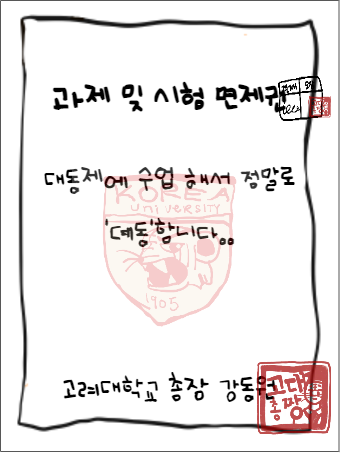 과제 및 시험 면제권
대동제에 수업 해서 정말로
KOREA
UNIVERSITY
'뎨동'합니다..
1905
고려대학교 총장 강동원
고대
총짱